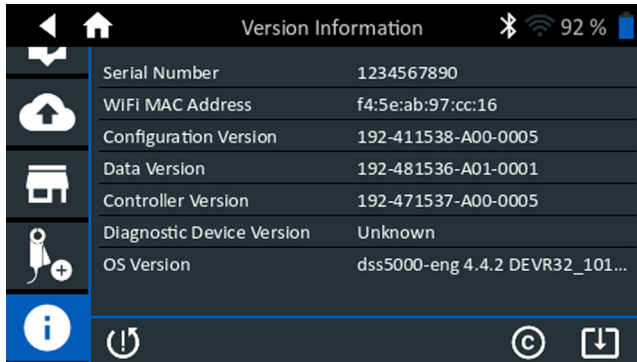 Version Information 92 %
Serial Number 1234567890
WiFi MAC Address f4:5e:ab:97:cc:16
Configuration Version 192-411538-A00-0005
Data Version 192-481536-A01-0001
Controller Version 192-471537-A00-0005
Diagnostic Device Version Unknown
OS Version dss5000-eng 4.4.2 DEVR32_101...